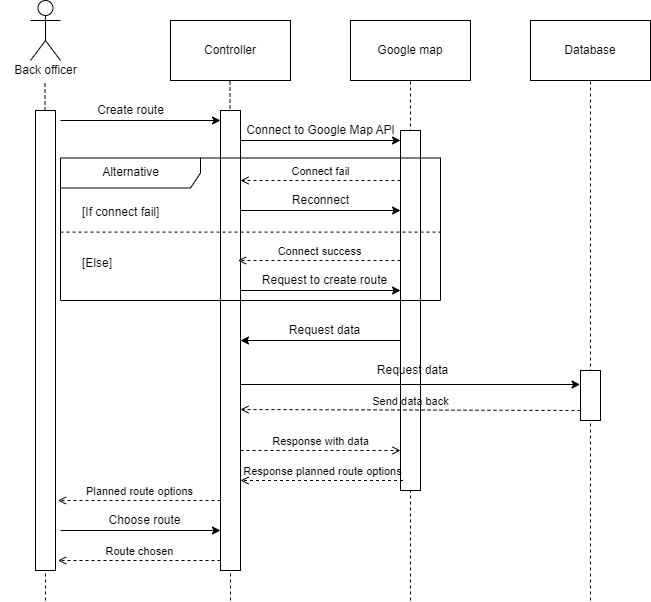 Back officer
Controller
Google map
Database
Create route
Connect to Google Map API
Alternative
Connect fail
Reconnect
[If connect fail]
Connect success
[Else]
Request to create route
Request data
Request data
Send data back
Response with data
Response planned route options
Planned route options
Choose route
Route chosen